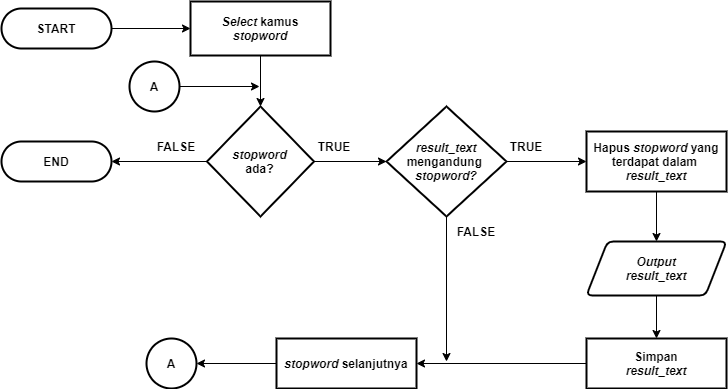 START
Select kamus
stopword
A
END
FALSE
stopword
ada?
TRUE
result_text
mengandung
stopword?
TRUE
Hapus stopword yang
terdapat dalam
result_text
FALSE
Output
result_text
Simpan
result_text
stopword selanjutnya
A